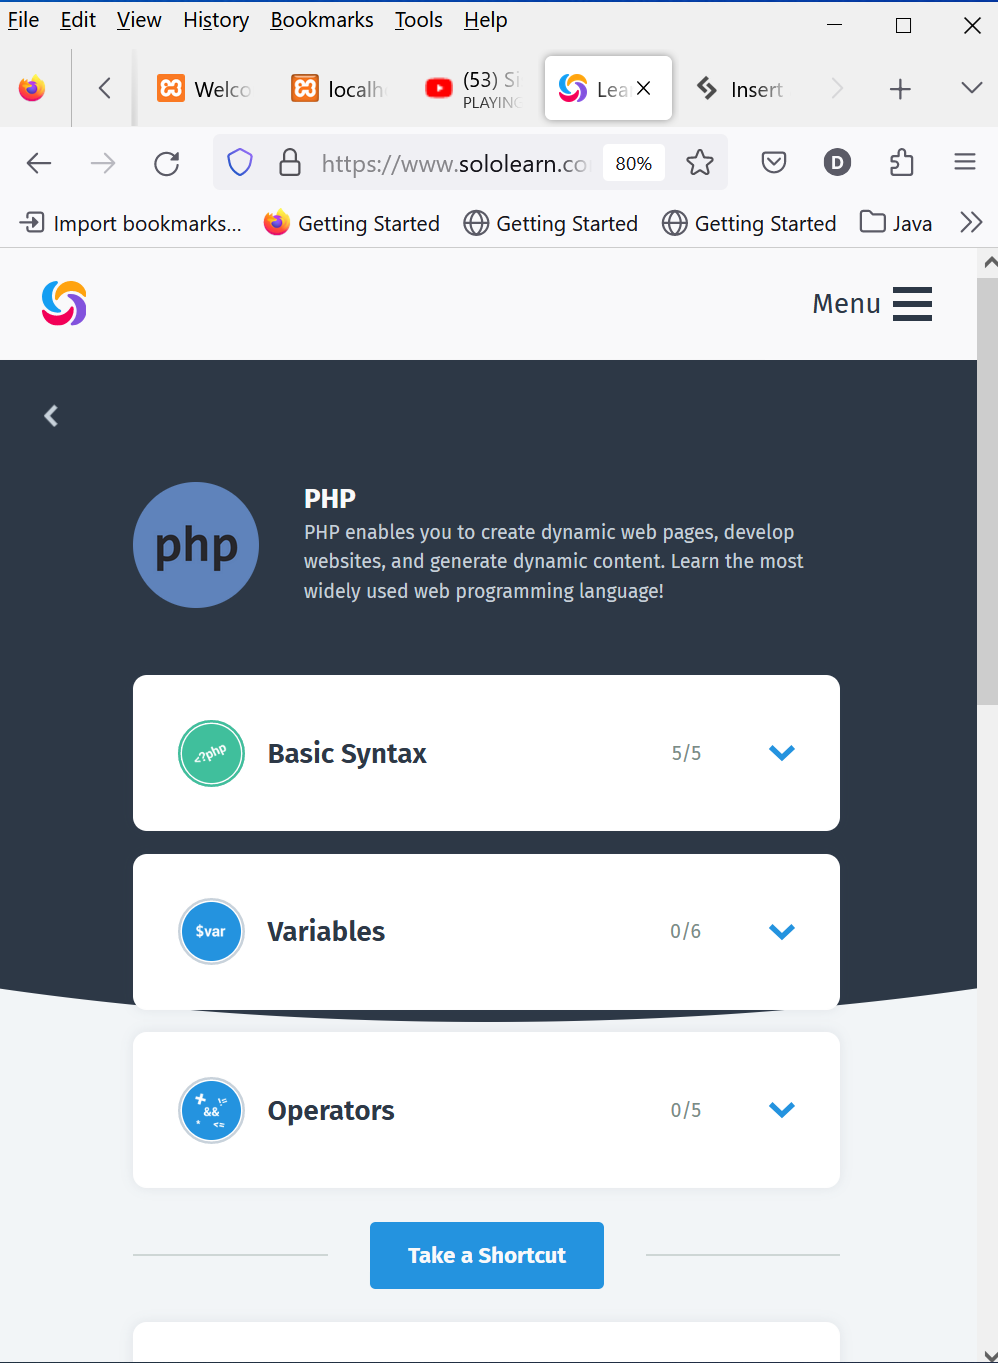 File Edit View History Bookmarks Tools Help
(53) Si
Welco localh Lea Insert
PLAYING
https://www.sololearn.co 80% D
Import bookmarks... Getting Started Getting Started Getting Started Java
Menu
php
PHP
PHP enables you to create dynamic web pages, develop
websites, and generate dynamic content. Learn the most
widely used web programming language!
<?php Basic Syntax 5/5
$var Variables 0/6
+ != && * <= Operators 0/5
Take a Shortcut